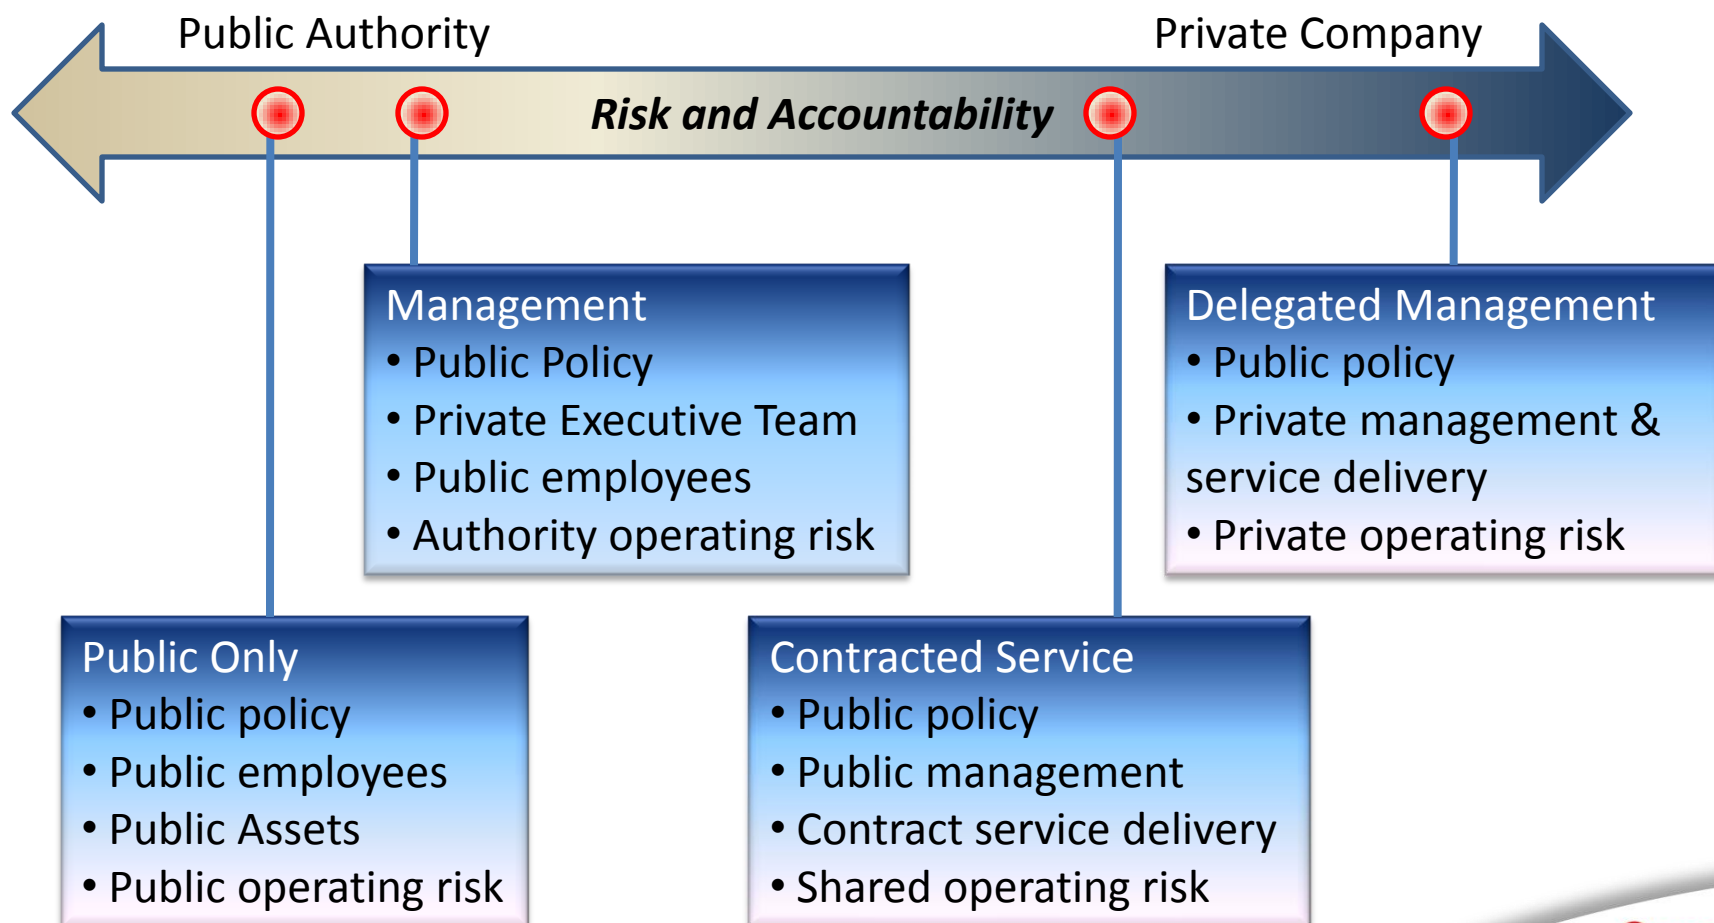 Public Authority
Private Company
Risk and Accountability
Management
• Public Policy
• Private Executive Team
• Public employees
• Authority operating risk
Delegated Management
• Public policy
• Private management &
service delivery
• Private operating risk
Public Only
• Public policy
• Public employees
• Public Assets
• Public operating risk
Contracted Service
• Public policy
• Public management
• Contract service delivery
• Shared operating risk